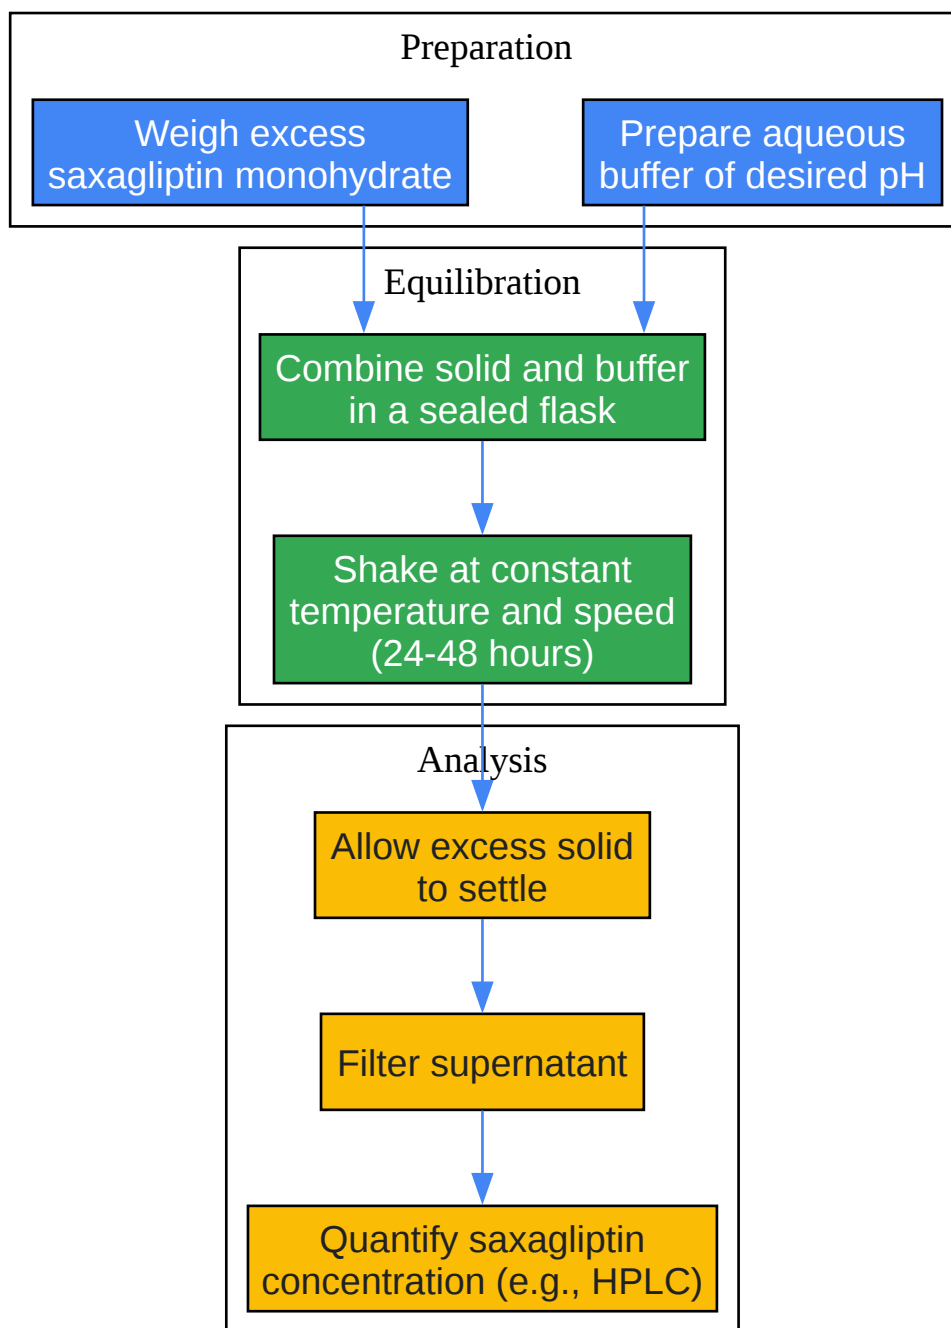 Preparation
Weigh excess
saxagliptin monohydrate
Prepare aqueous
buffer of desired pH
Equilibration
Combine solid and buffer
in a sealed flask
Shake at constant
temperature and speed
(24-48 hours)
Analysis
Allow excess solid
to settle
Filter supernatant
Quantify saxagliptin
concentration (e.g., HPLC)